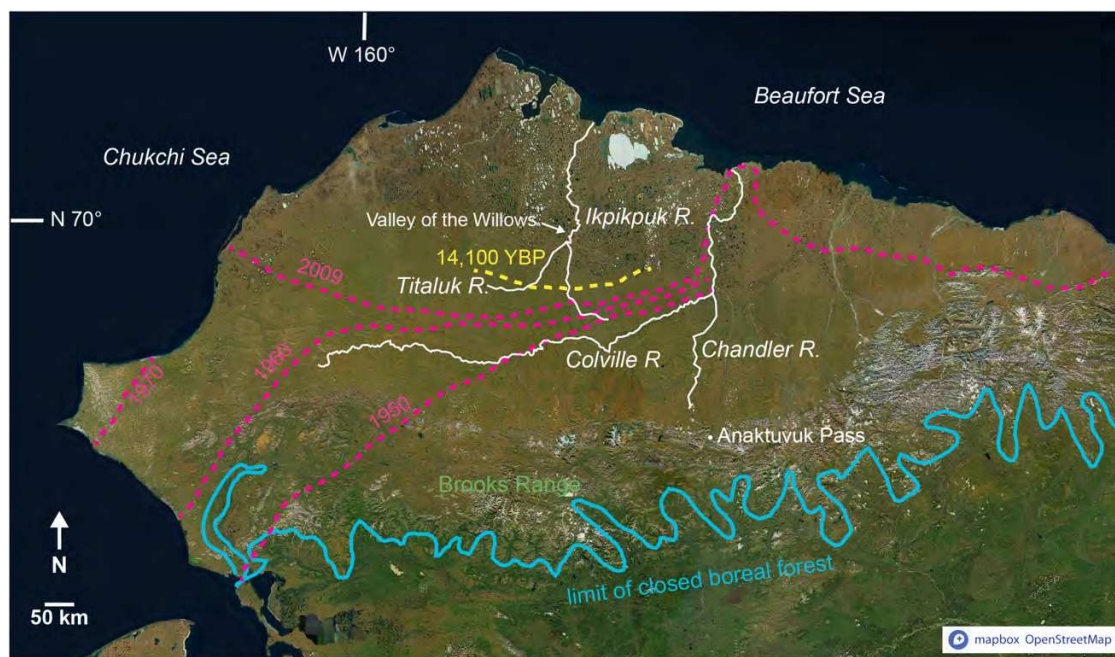 W 160°
Beaufort Sea
Chukchi Sea
N 70°
Valley of the Willows
Ikpikpuk R.
14,100 YBP
2009
Titaluk R.
1960
1970
1950
Colville R.
Chandler R.
Anaktuvuk Pass
Brooks Range
limit of closed boreal forest
N
50 km
mapbox OpenStreetMap